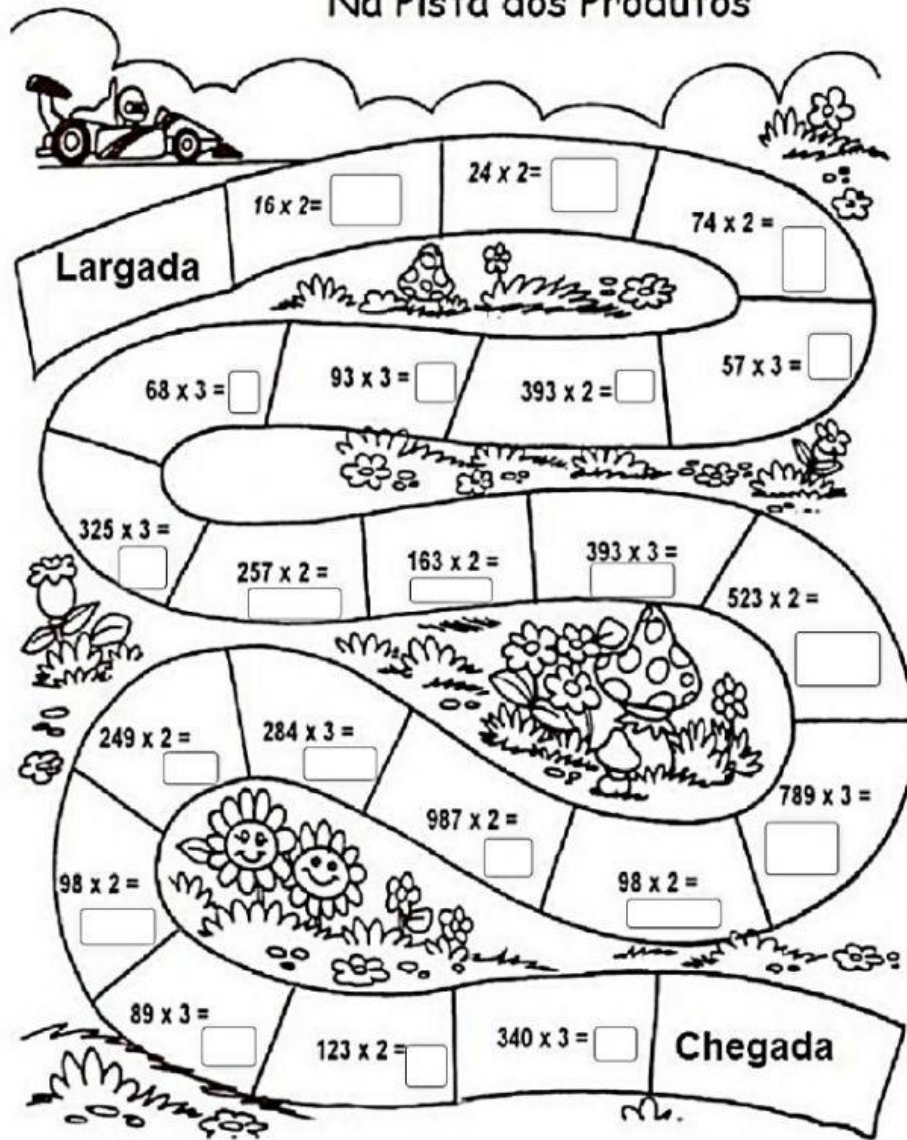 Na Pista dos Produtos
Largada
16 x 2=
24 x 2=
74 x 2 =
57 x 3 =
393 x 2 =
93 x 3 =
68 x 3 =
325 x 3 =
257 x 2 =
163 x 2 =
393 x 3 =
523 x 2 =
789 x 3 =
98 x 2 =
987 x 2 =
284 x 3 =
249 x 2 =
98 x 2 =
89 x 3 =
123 x 2 =
340 x 3 =
Chegada